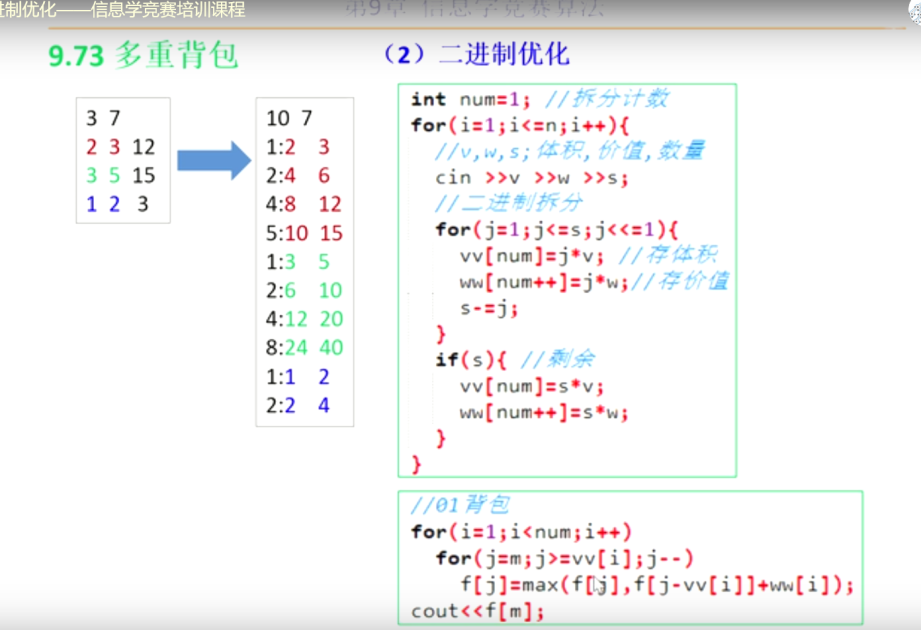 进制优化——信息学竞赛培训课程
第9章 信息学竞赛算法
9.73 多重背包
(2) 二进制优化
3 7
2 3 12
3 5 15
1 2 3
10 7
1:2 3
2:4 6
4:8 12
5:10 15
1:3 5
2:6 10
4:12 20
8:24 40
1:1 2
2:2 4
int num=1; //拆分计数
for(i=1;i<=n;i++){
//v,w,s;体积,价值,数量
cin >>v >>w >>s;
//二进制拆分
for(j=1;j<=s;j<<=1){
vv[num]=j*v; //存体积
ww[num++]=j*w;//存价值
s-=j;
}
if(s){ //剩余
vv[num]=s*v;
ww[num++]=s*w;
}
}
//01背包
for(i=1;i<num;i++)
for(j=m;j>=vv[i];j--)
f[j]=max(f[j],f[j-vv[i]]+ww[i]);
cout<<f[m];